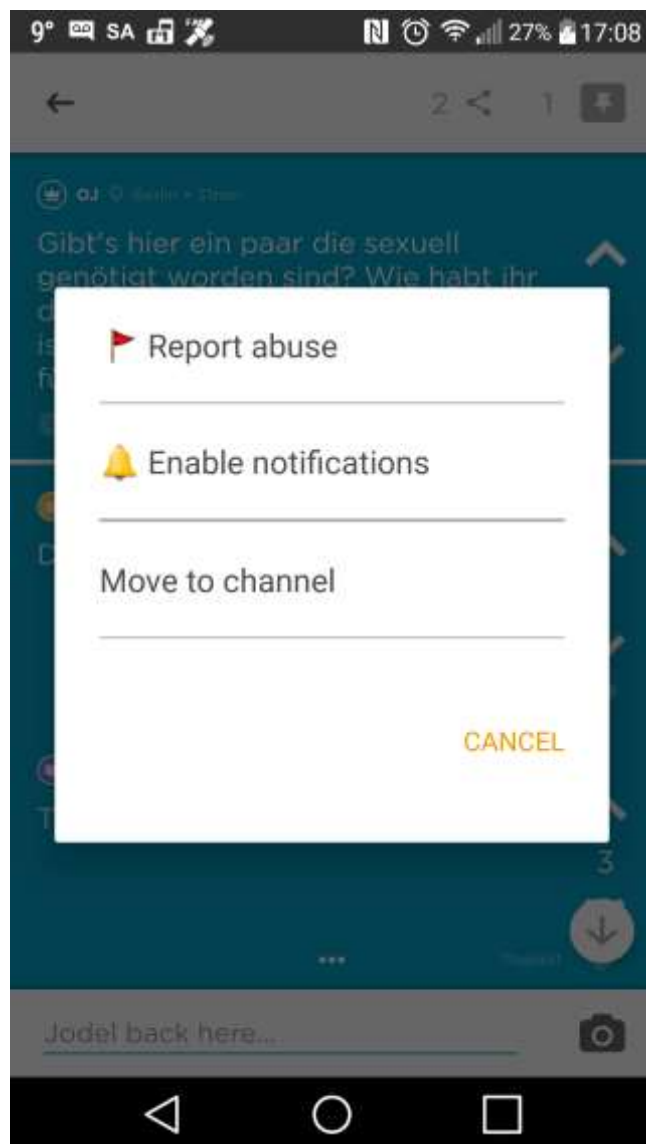 9° SA 27% 17:08
2 1
OJ
Gibt's hier ein paar die sexuell
genötigt worden sind? Wie habt ihr
Report abuse
Enable notifications
Move to channel
CANCEL
3
Jodel back here...